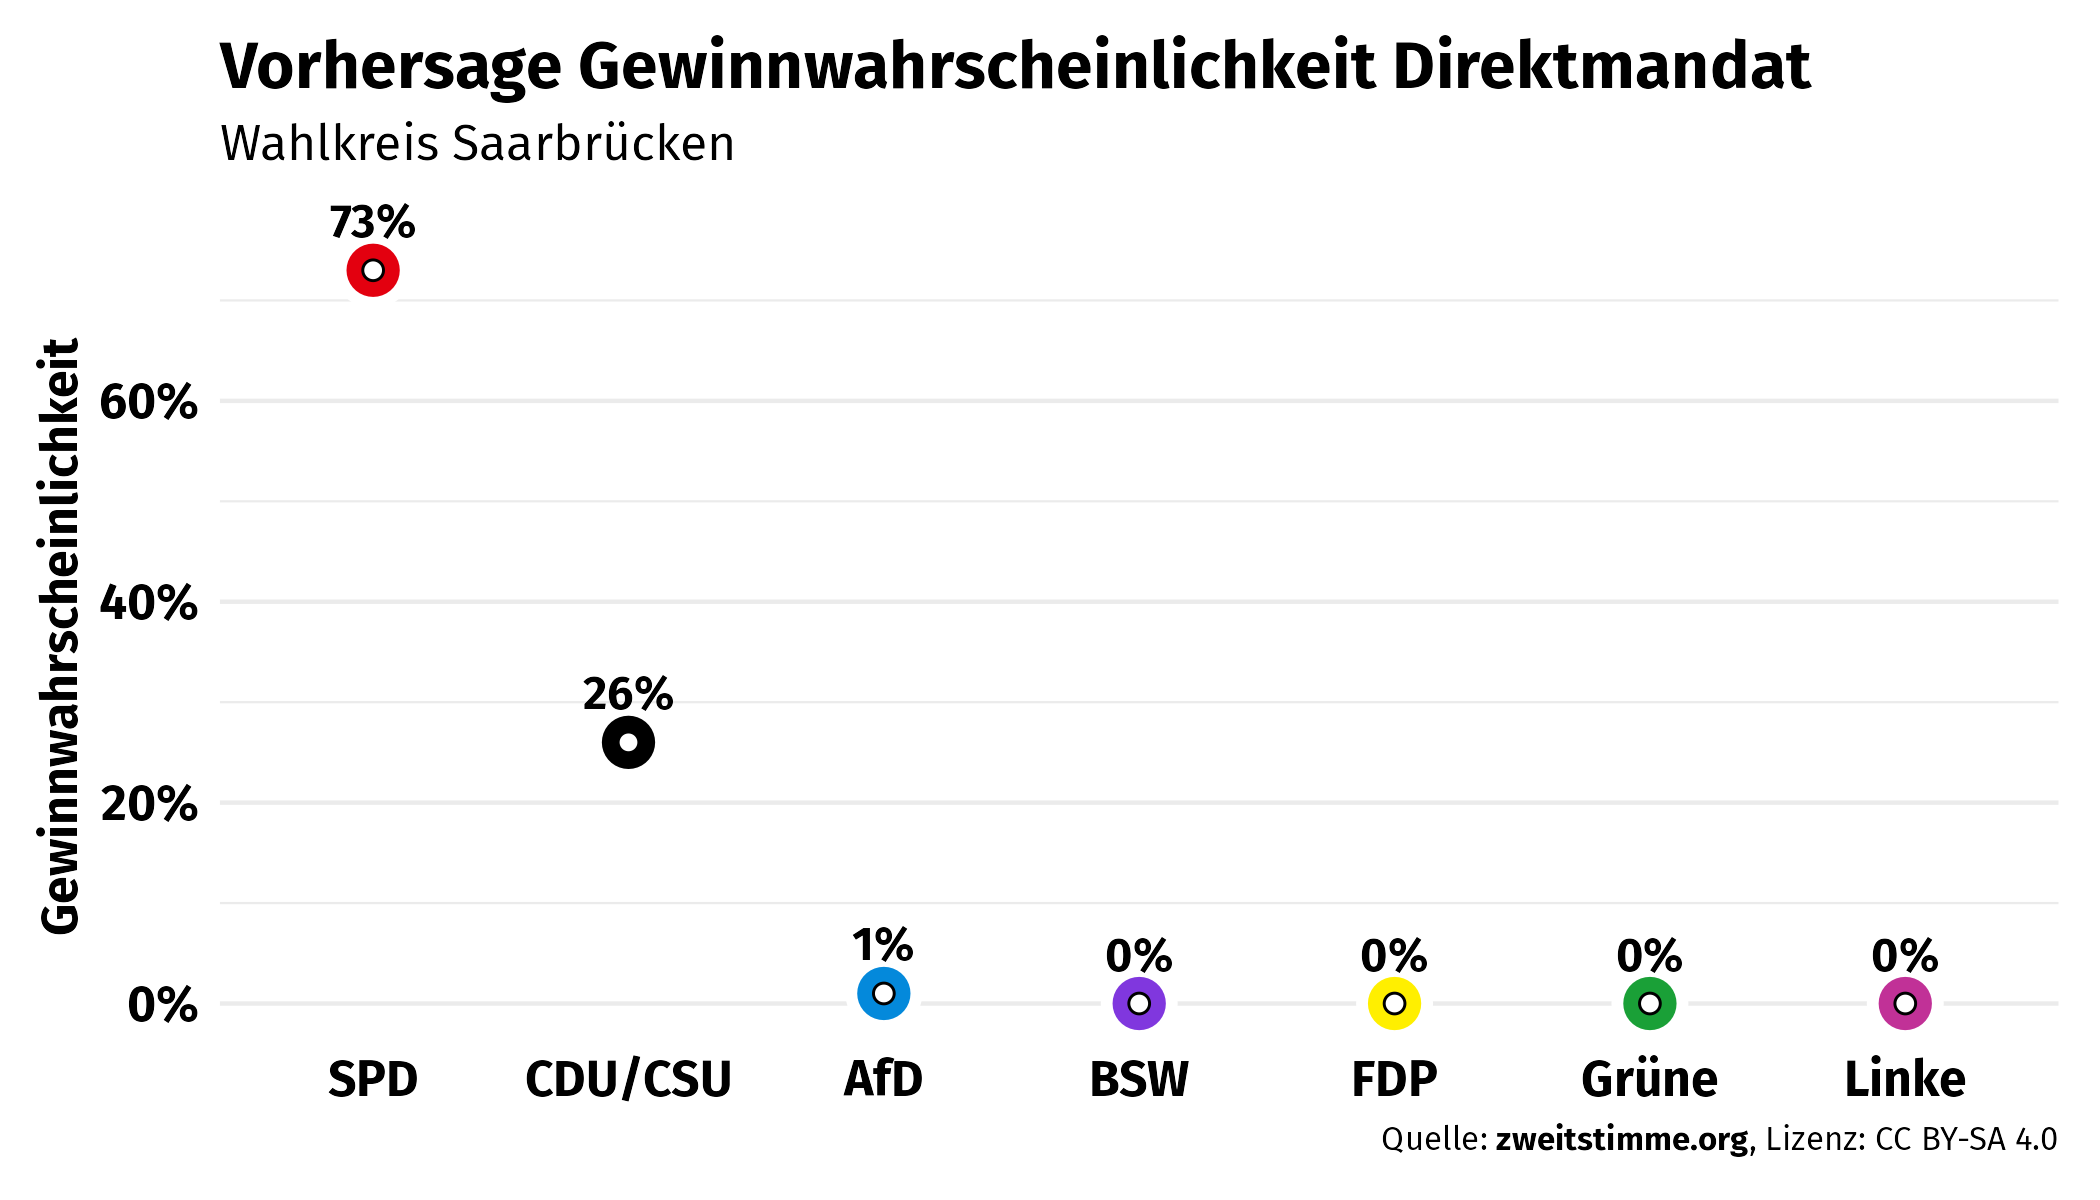 Vorhersage Gewinnwahrscheinlichkeit Direktmandat
Wahlkreis Saarbrücken
Gewinnwahrscheinlichkeit
73%
60%
40%
26%
20%
1%
0%
0%
0%
0%
0%
SPD
CDU/CSU
AfD
BSW
FDP
Grüne
Linke
Quelle: zweitstimme.org, Lizenz: CC BY-SA 4.0